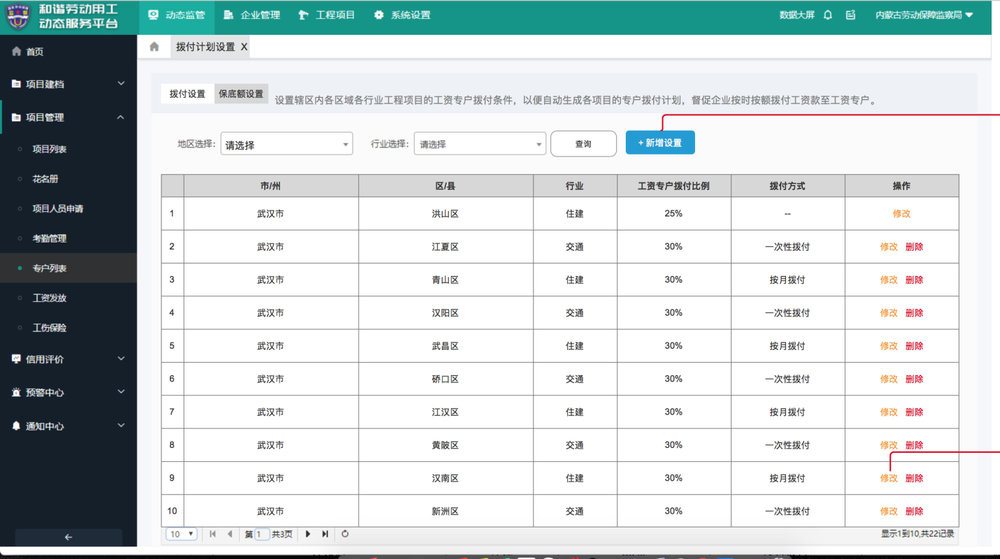 和谐劳动用工
动态服务平台
动态监管 企业管理 工程项目 系统设置 数据大屏 内蒙古劳动保障监察局
首页
项目建档
项目管理
项目列表
花名册
项目人员申请
考勤管理
专户列表
工资发放
工伤保险
信用评价
预警中心
通知中心
拨付计划设置 X
拨付设置 保底额设置 设置辖区内各区域各行业工程项目的工资专户拨付条件，以便自动生成各项目的专户拨付计划，督促企业按时按额拨付工资款至工资专户。
地区选择： 请选择 行业选择： 请选择 查询 + 新增设置
市/州 区/县 行业 工资专户拨付比例 拨付方式 操作
1 武汉市 洪山区 住建 25% -- 修改
2 武汉市 江夏区 交通 30% 一次性拨付 修改 删除
3 武汉市 青山区 住建 30% 按月拨付 修改 删除
4 武汉市 汉阳区 交通 30% 一次性拨付 修改 删除
5 武汉市 武昌区 住建 30% 按月拨付 修改 删除
6 武汉市 硚口区 交通 30% 一次性拨付 修改 删除
7 武汉市 江汉区 住建 30% 按月拨付 修改 删除
8 武汉市 黄陂区 交通 30% 一次性拨付 修改 删除
9 武汉市 汉南区 住建 30% 按月拨付 修改 删除
10 武汉市 新洲区 交通 30% 一次性拨付 修改 删除
10 第 1 共3页 显示1到10,共22记录